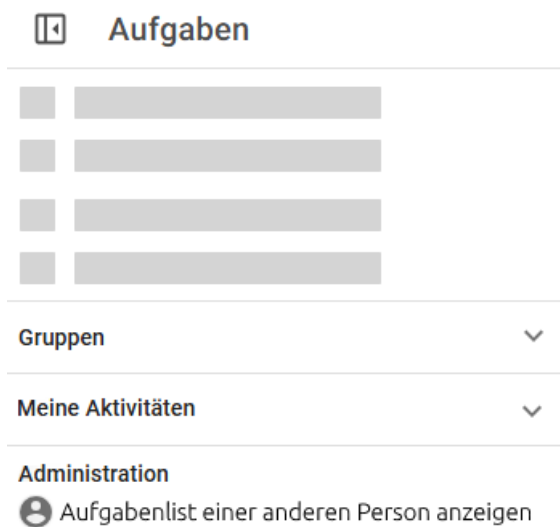 Aufgaben
Gruppen
Meine Aktivitäten
Administration
Aufgabenlist einer anderen Person anzeigen